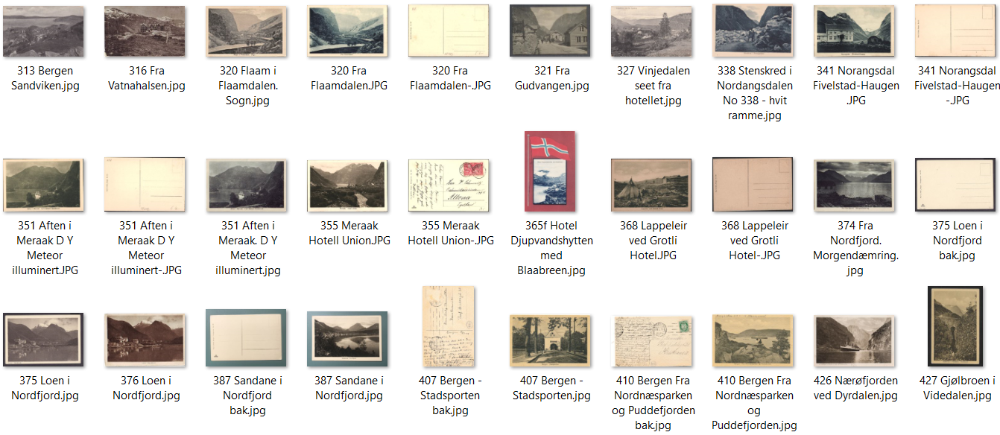 313 Bergen
Sandviken.jpg
316 Fra
Vatnahalsen.jpg
320 Flaam i
Flaamdalen.
Sogn.jpg
320 Fra
Flaamdalen.JPG
320 Fra
Flaamdalen-.JPG
321 Fra
Gudvangen.jpg
327 Vinjedalen
seet fra
hotellet.jpg
338 Stenskred i
Nordangsdalen
No 338 - hvit
ramme.jpg
341 Norangsdal
Fivelstad-Haugen
.JPG
341 Norangsdal
Fivelstad-Haugen
-.JPG
351 Aften i
Meraak D Y
Meteor
illuminert.JPG
351 Aften i
Meraak D Y
Meteor
illuminert-.JPG
351 Aften i
Meraak. D Y
Meteor
illuminert.jpg
355 Meraak
Hotell Union.JPG
355 Meraak
Hotell Union-.JPG
Altona
365f Hotel
Djupvandshytten
med
Blaabreen.jpg
368 Lappeleir
ved Grotli
Hotel.JPG
368 Lappeleir
ved Grotli
Hotel-.JPG
374 Fra
Nordfjord.
Morgendæmring.
jpg
375 Loen i
Nordfjord
bak.jpg
375 Loen i
Nordfjord.jpg
376 Loen i
Nordfjord.jpg
387 Sandane i
Nordfjord
bak.jpg
387 Sandane i
Nordfjord.jpg
407 Bergen -
Stadsporten
bak.jpg
407 Bergen -
Stadsporten.jpg
410 Bergen Fra
Nordnæsparken
og Puddefjorden
bak.jpg
410 Bergen Fra
Nordnæsparken
og
Puddefjorden.jpg
426 Nærøfjorden
ved Dyrdalen.jpg
427 Gjølbroen i
Videdalen.jpg